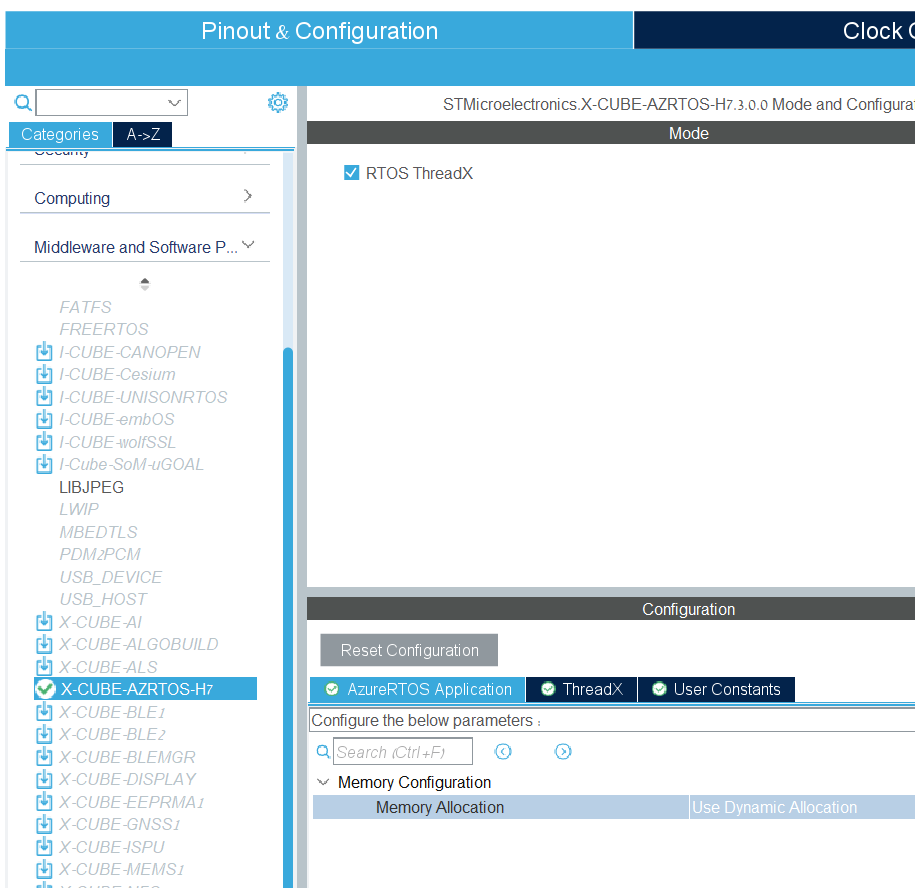 Pinout & Configuration
Clock
Categories
A->Z
STMicroelectronics.X-CUBE-AZRTOS-H7.3.0.0 Mode and Configura
Mode
Security
RTOS ThreadX
Computing
Middleware and Software P...
FATFS
FREERTOS
I-CUBE-CANOPEN
I-CUBE-Cesium
I-CUBE-UNISONRTOS
I-CUBE-embOS
I-CUBE-wolfSSL
I-Cube-SoM-uGOAL
LIBJPEG
LWIP
MBEDTLS
PDM2PCM
USB_DEVICE
USB_HOST
X-CUBE-AI
X-CUBE-ALGOBUILD
X-CUBE-ALS
X-CUBE-AZRTOS-H7
X-CUBE-BLE1
X-CUBE-BLE2
X-CUBE-BLEMGR
X-CUBE-DISPLAY
X-CUBE-EEPRMA1
X-CUBE-GNSS1
X-CUBE-ISPU
X-CUBE-MEMS1
Configuration
Reset Configuration
AzureRTOS Application
ThreadX
User Constants
Configure the below parameters :
Search (Ctrl+F)
Memory Configuration
Memory Allocation
Use Dynamic Allocation